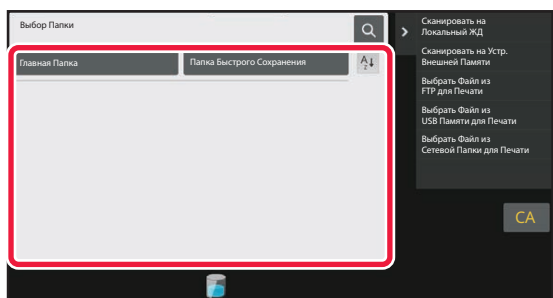 Выбор Папки
Главная Папка
Папка Быстрого Сохранения
A
Z
Сканировать на
Локальный ЖД
Сканировать на Устр.
Внешней Памяти
Выбрать Файл из
FTP для Печати
Выбрать Файл из
USB Памяти для Печати
Выбрать Файл из
Сетевой Папки для Печати
CA